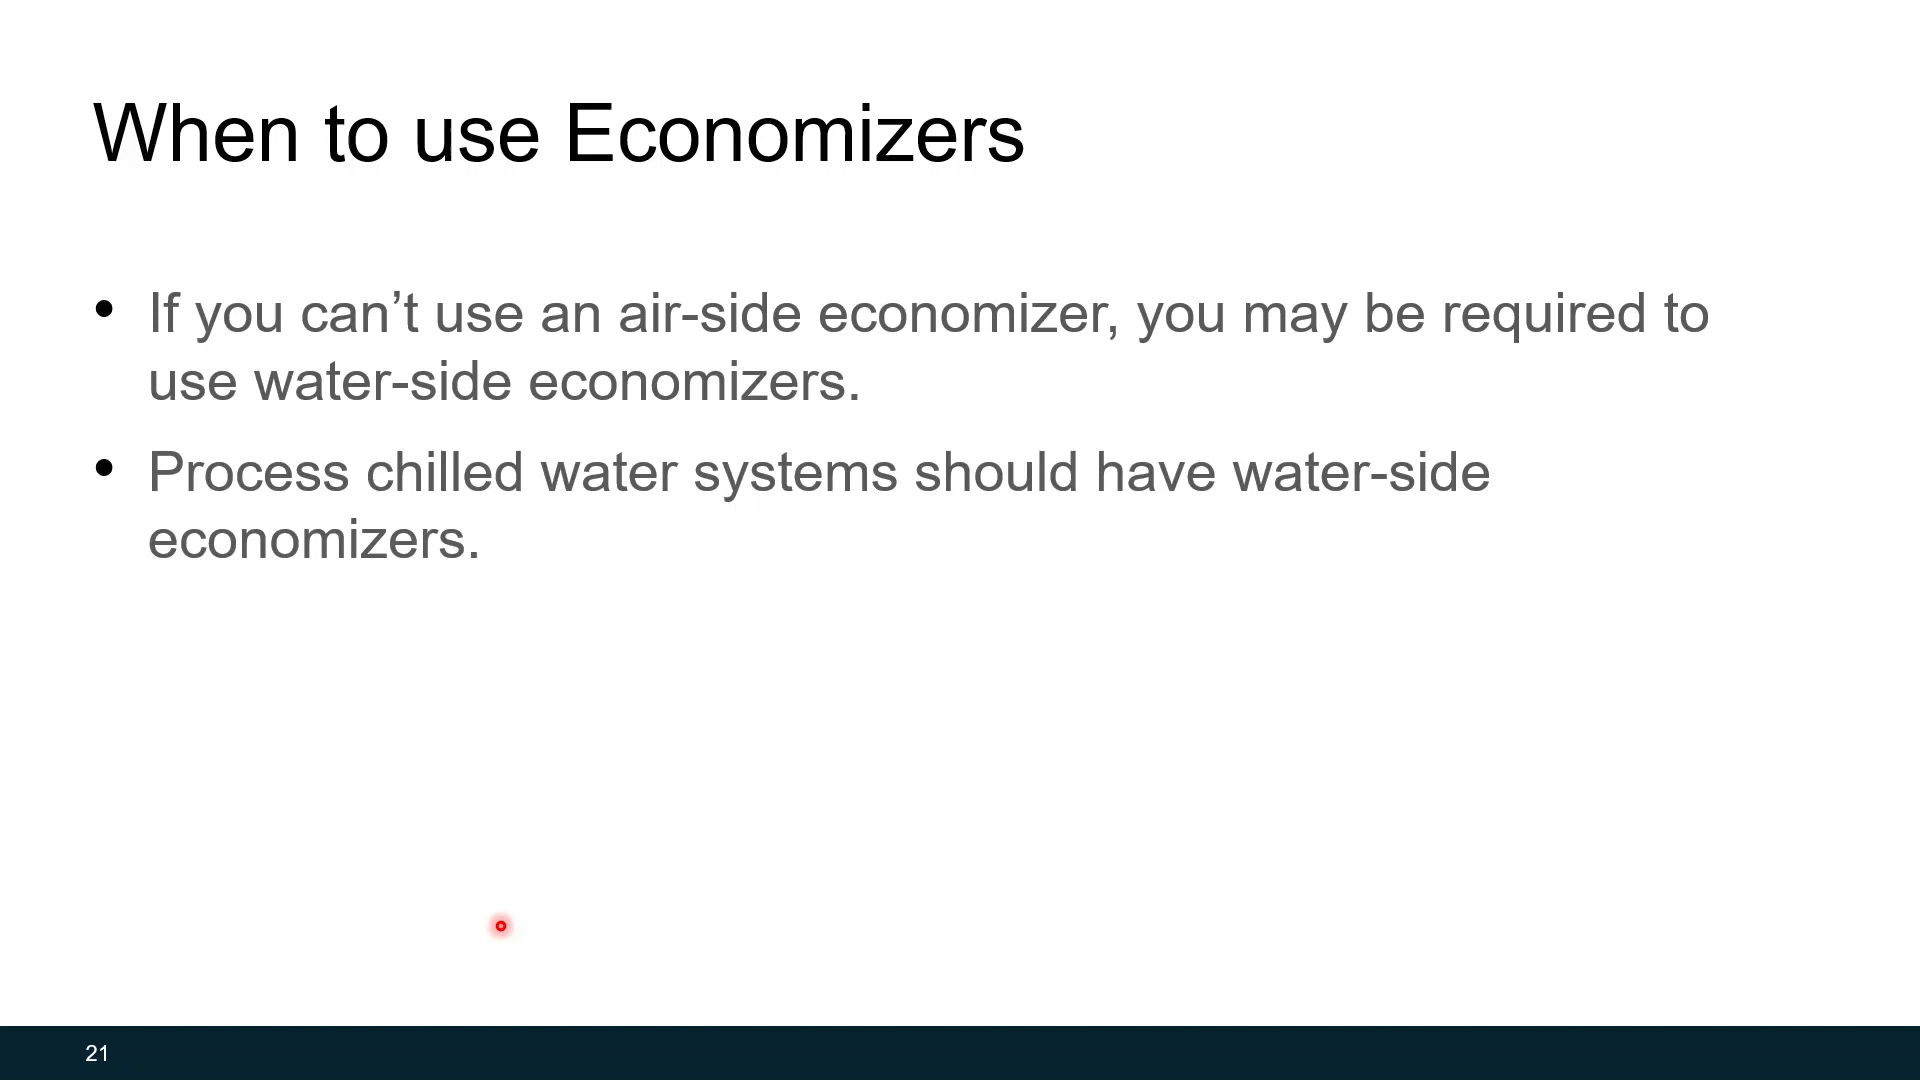 When to use Economizers
• If you can’t use an air-side economizer, you may be required to
use water-side economizers.
• Process chilled water systems should have water-side
economizers.
21